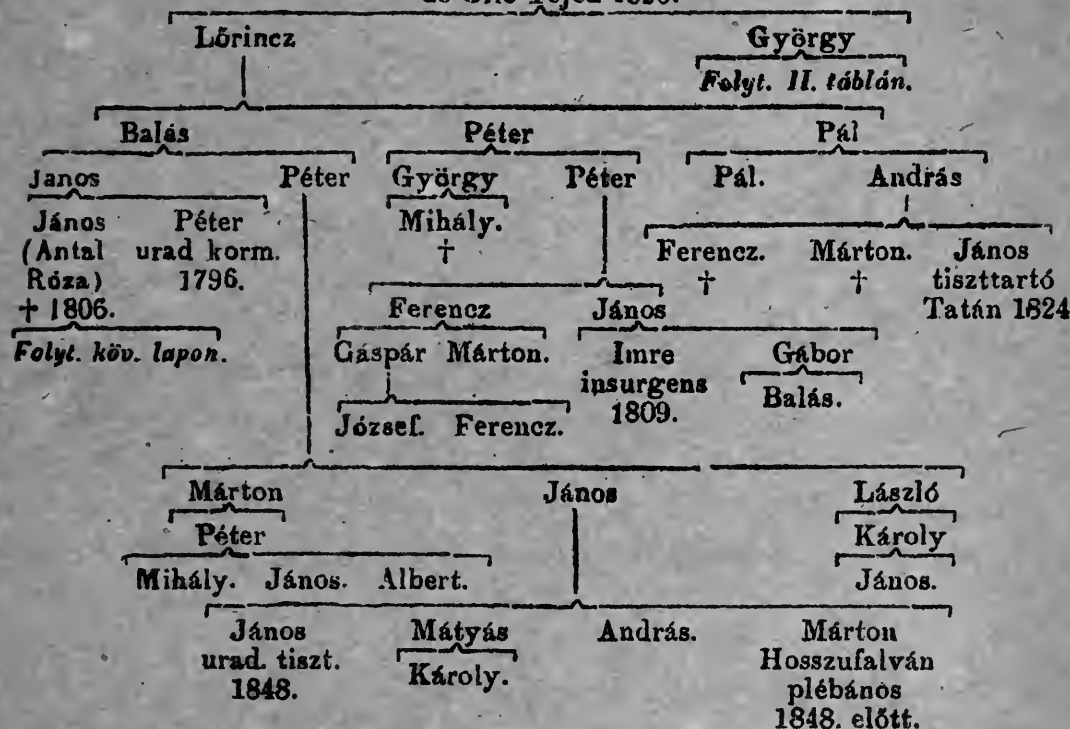 Lőrincz György
Folyt. II. táblán.
Balás Péter Pál
Janos Péter György Péter Pál. András
János Péter Mihály. Ferencz. Márton. János
(Antal urad korm. † † † tiszttartó
Róza) 1796. Tatán 1824
† 1806. Ferencz János
Folyt. köv. lapon. Gáspár Márton. Imre Gábor
insurgens Balás.
1809.
József. Ferencz.
Márton János László
Péter Károly
Mihály. János. Albert. János.
János Mátyás András. Márton
urad. tiszt. Károly. Hosszufalván
1848. plébános
1848. előtt.